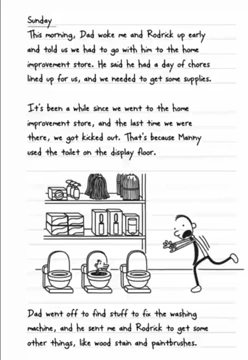 Sunday
This morning, Dad woke me and Rodrick up early
and told us we had to go with him to the home
improvement store. He said he had a day of chores
lined up for us, and we needed to get some supplies.
It's been a while since we went to the home
improvement store, and the last time we were
there, we got kicked out. That's because Manny
used the toilet on the display floor.
Dad went off to find stuff to fix the washing
machine, and he sent me and Rodrick to get some
other things, like wood stain and paintbrushes.